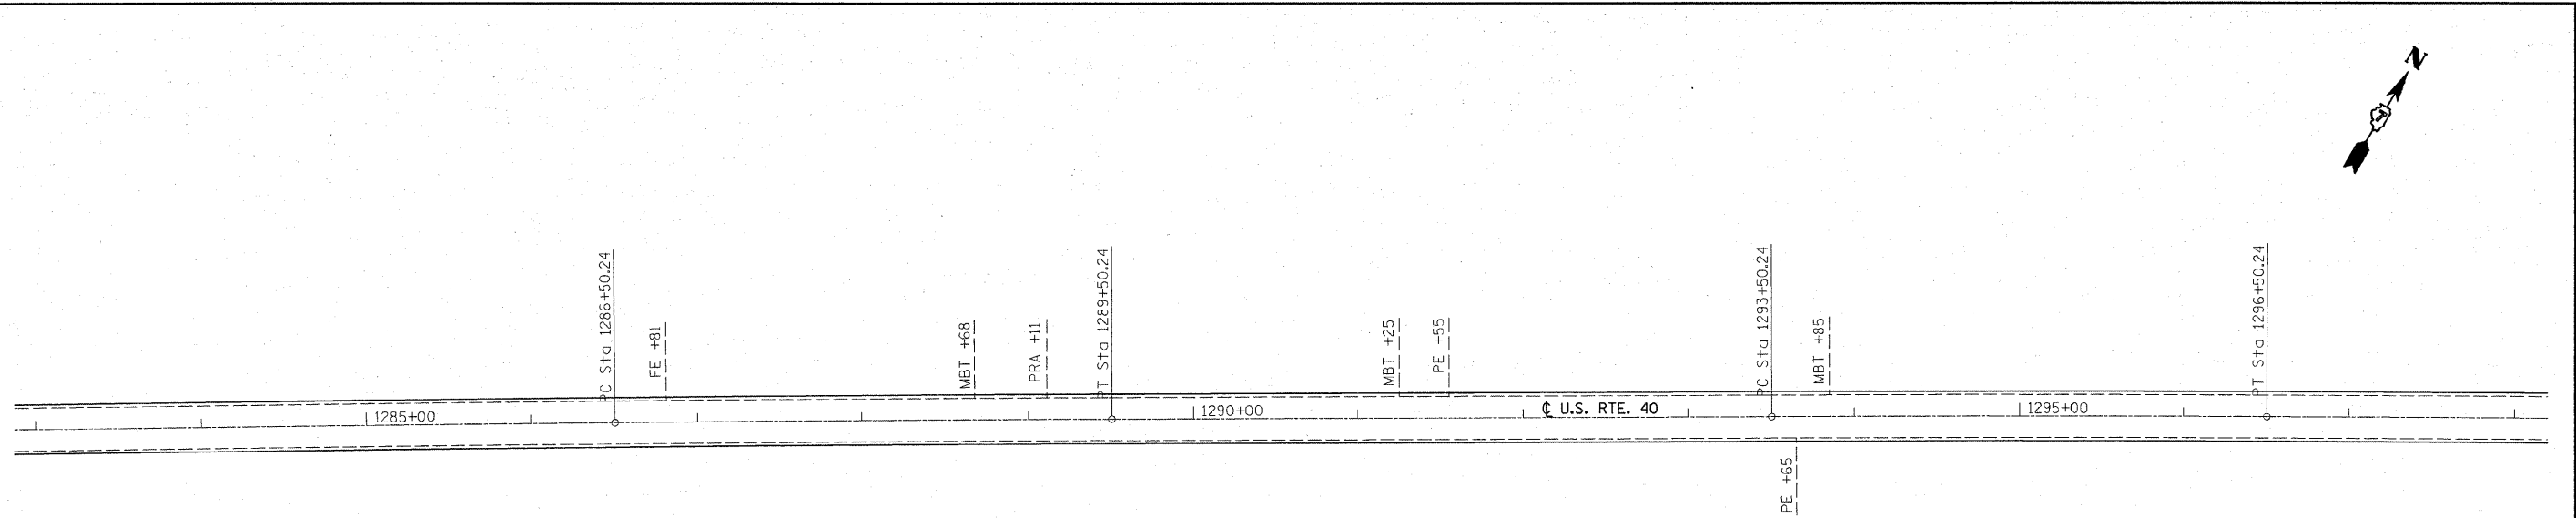 N
7
PC Sta 1286+50.24
FE +81
MBT +68
PRA +11
PT Sta 1289+50.24
MBT +25
PE +55
PC Sta 1293+50.24
MBT +85
PT Sta 1296+50.24
1285+00
1290+00
℄ U.S. RTE. 40
1295+00
PE +65